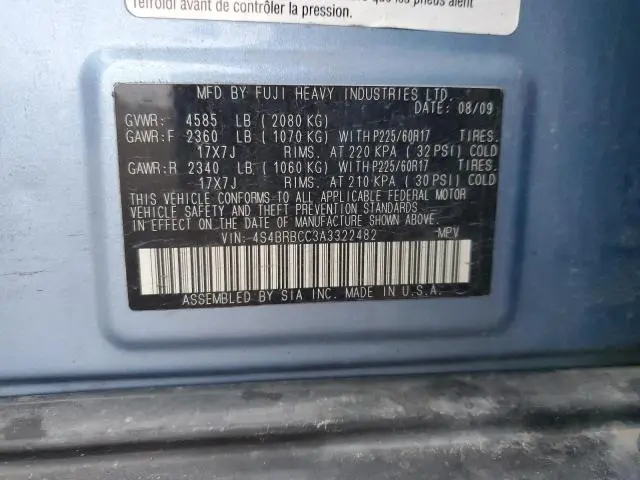 refroidi avant de contrôler la pression.
que les pneus aient
MFD BY FUJI HEAVY INDUSTRIES LTD.
DATE: 08/09
GVWR: 4585 LB ( 2080 KG)
GAWR:F 2360 LB ( 1070 KG) WITH P225/60R17 TIRES.
17X7J RIMS. AT 220 KPA ( 32 PSI) COLD
GAWR:R 2340 LB ( 1060 KG) WITH P225/60R17 TIRES.
17X7J RIMS. AT 210 KPA ( 30 PSI) COLD
THIS VEHICLE CONFORMS TO ALL APPLICABLE FEDERAL MOTOR
VEHICLE SAFETY AND THEFT PREVENTION STANDARDS
IN EFFECT ON THE DATE OF MANUFACTURE SHOWN ABOVE.
VIN: 4S4BRBCC3A3322482 MPV
ASSEMBLED BY SIA INC. MADE IN U.S.A.